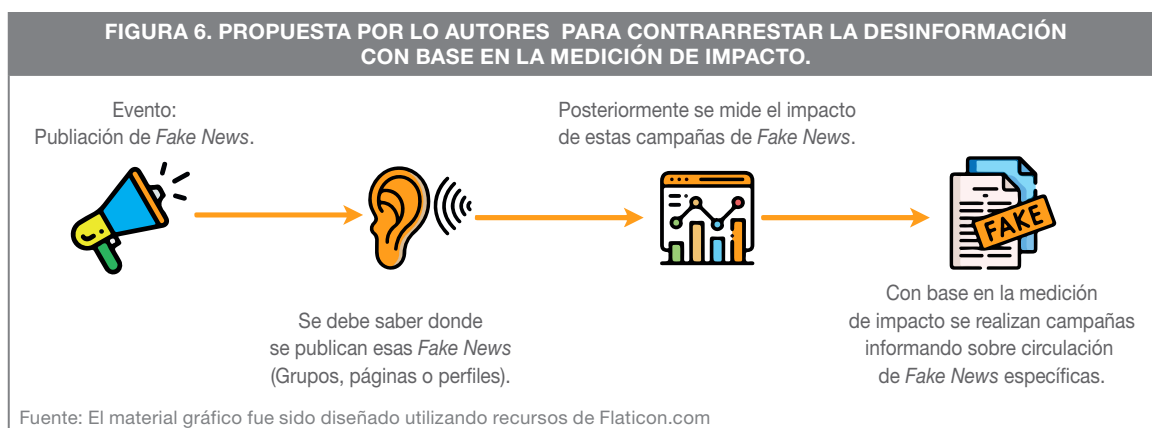 FIGURA 6. PROPUESTA POR LO AUTORES PARA CONTRARRESTAR LA DESINFORMACIÓN
CON BASE EN LA MEDICIÓN DE IMPACTO.
Evento:
Publiación de Fake News.
Posteriormente se mide el impacto
de estas campañas de Fake News.
FAKE
Se debe saber donde
se publican esas Fake News
(Grupos, páginas o perfiles).
Con base en la medición
de impacto se realizan campañas
informando sobre circulación
de Fake News específicas.
Fuente: El material gráfico fue sido diseñado utilizando recursos de Flaticon.com